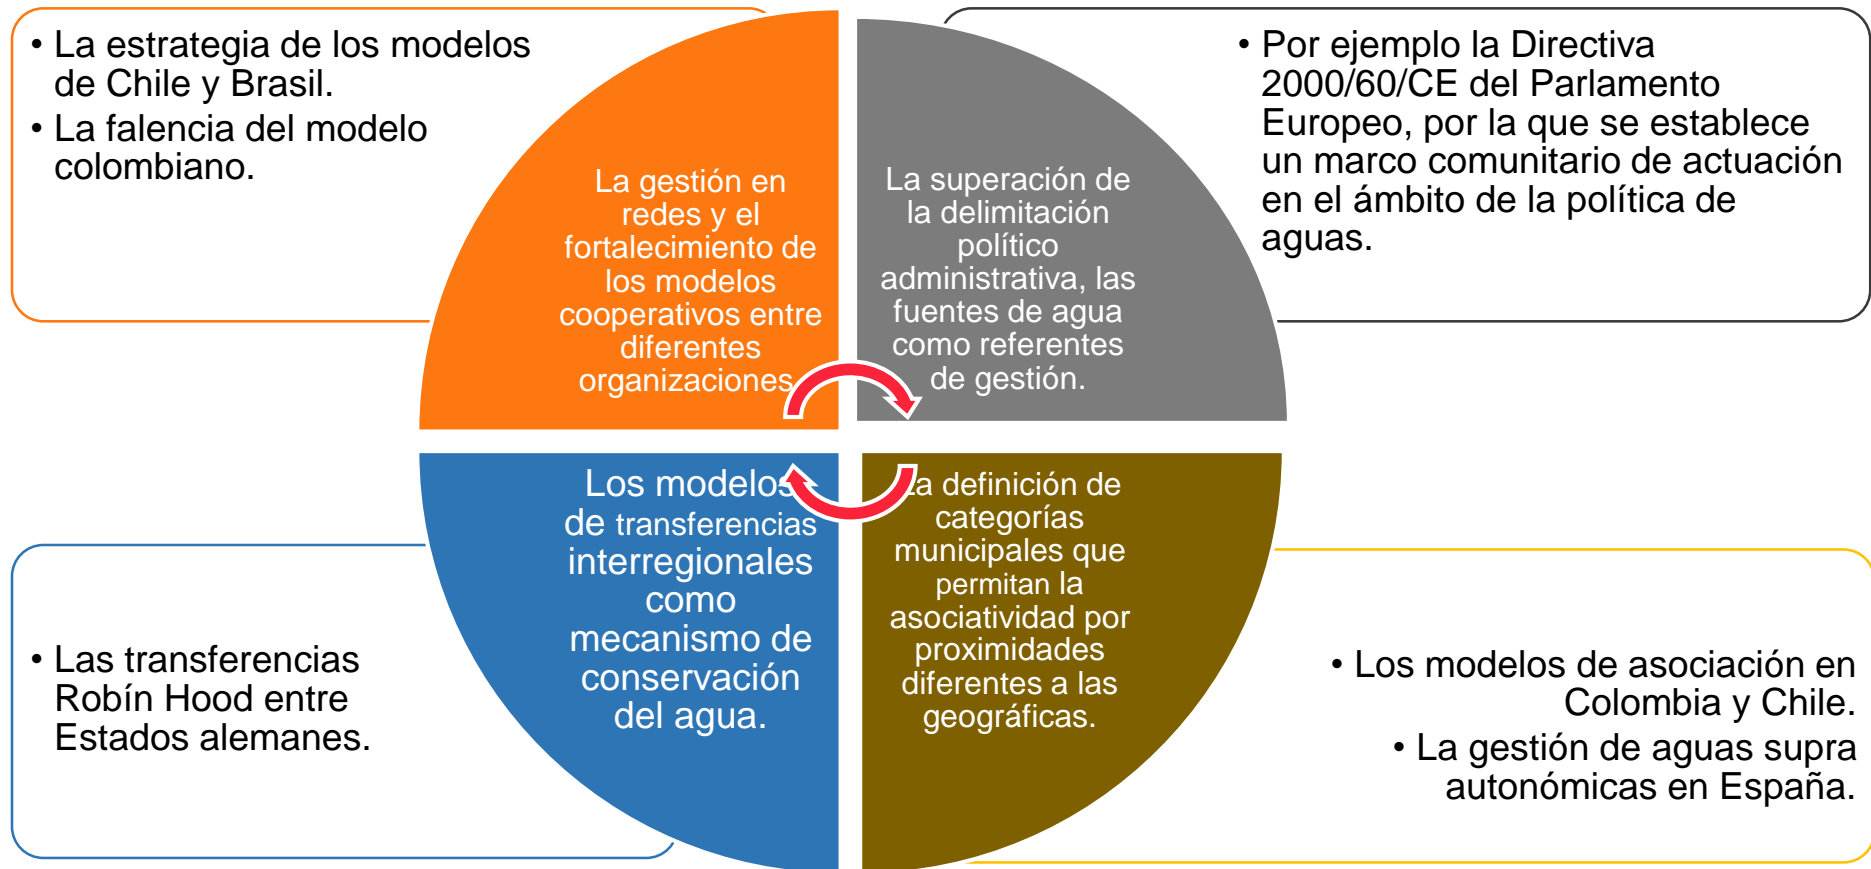 • La estrategia de los modelos
de Chile y Brasil.
• La falencia del modelo
colombiano.
La gestión en
redes y el
fortalecimiento de
los modelos
cooperativos entre
diferentes
organizaciones
La superación de
la delimitación
político
administrativa, las
fuentes de agua
como referentes
de gestión.
• Por ejemplo la Directiva
2000/60/CE del Parlamento
Europeo, por la que se establece
un marco comunitario de actuación
en el ámbito de la política de
aguas.
• Las transferencias
Robín Hood entre
Estados alemanes.
Los modelos
de transferencias
interregionales
como
mecanismo de
conservación
del agua.
La definición de
categorías
municipales que
permitan la
asociatividad por
proximidades
diferentes a las
geográficas.
• Los modelos de asociación en
Colombia y Chile.
• La gestión de aguas supra
autonómicas en España.